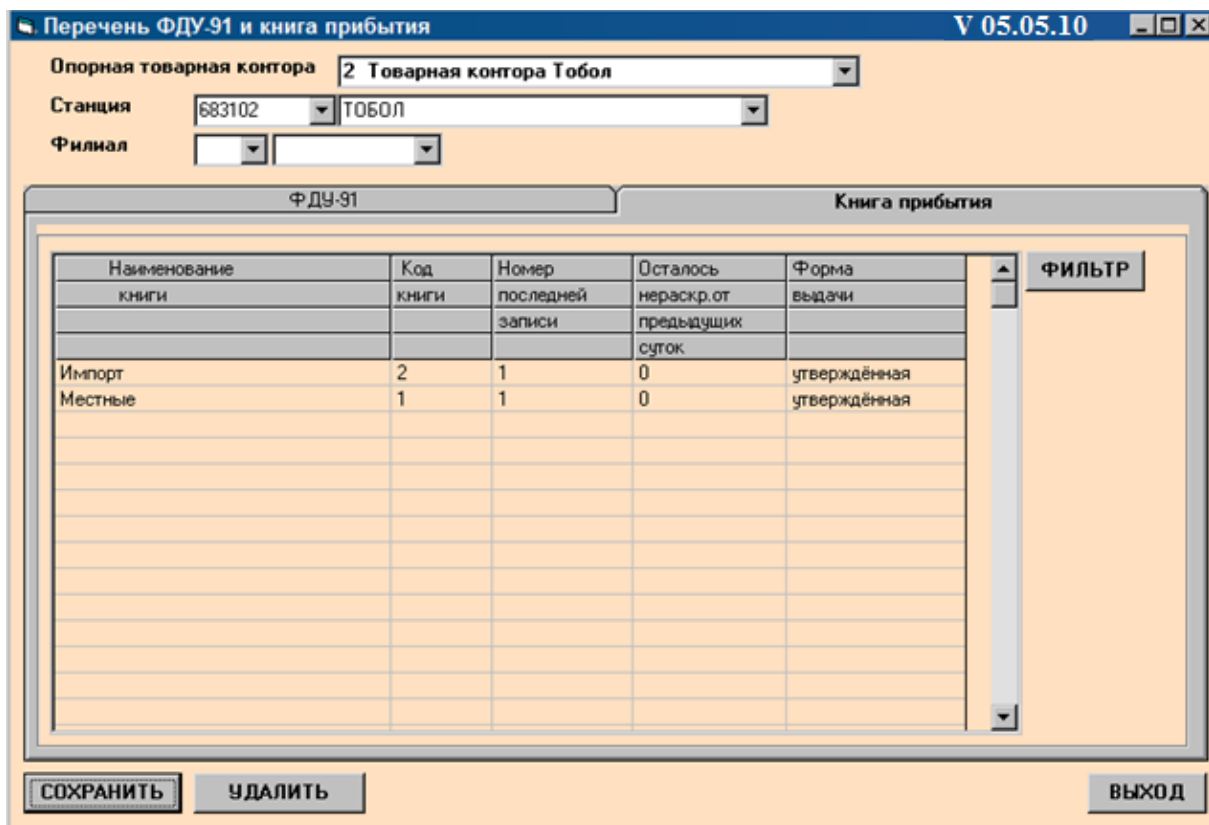 Перечень ФДУ-91 и книга прибытия V 05.05.10
Опорная товарная контора 2 Товарная контора Тобол
Станция 683102 ТОБОЛ
Филиал
ФДУ-91 Книга прибытия
Наименование Код Номер Осталось Форма ФИЛЬТР
книги книги последней нераскр.от выдачи
записи предыдущих
суток
Импорт 2 1 0 утверждённая
Местные 1 1 0 утверждённая
СОХРАНИТЬ УДАЛИТЬ ВЫХОД